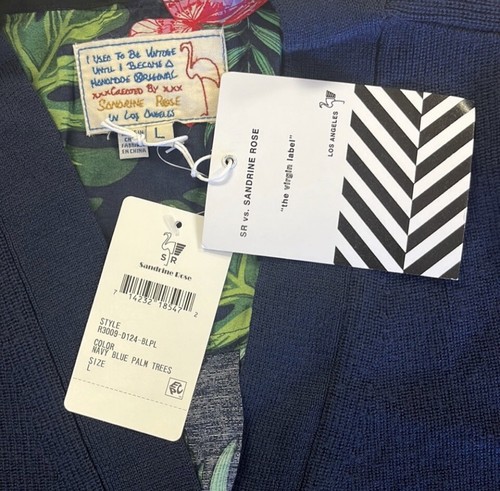 I USED TO BE VINTAGE
UNTIL I BECAME A
HANDMADE ORIGINAL
XXXCREATED BY XXX
SANDRINE ROSE
IN LOS ANGELES
L
EN CHINA
SR vs. SANDRINE ROSE
"the virgin label"
LOS ANGELES
SR
Sandrine Rose
7 14232 18547 2
STYLE
R3009-D124-BLPL
COLOR
NAVY BLUE PALM TREES
SIZE
L